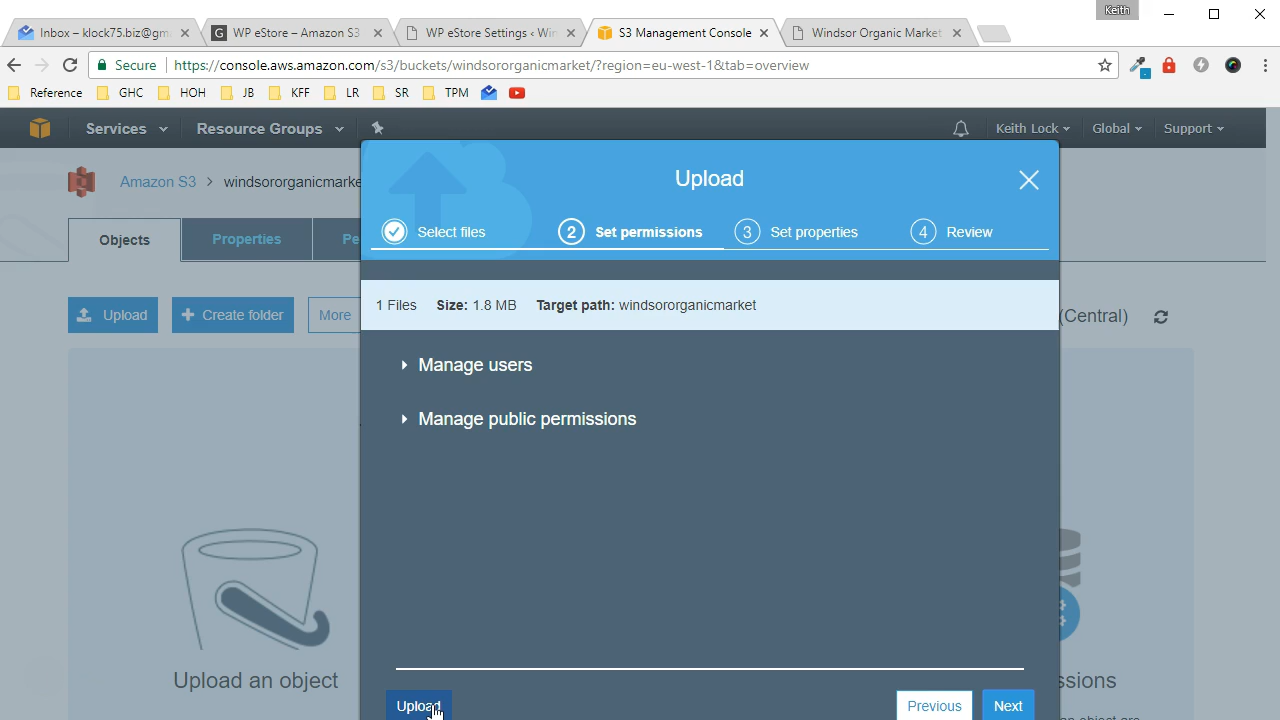 Keith
Inbox – klock75.biz@gm
WP eStore – Amazon S3
WP eStore Settings ‹ Win
S3 Management Console
Windsor Organic Market
Secure
https://console.aws.amazon.com/s3/buckets/windsororganicmarket/?region=eu-west-1&tab=overview
Reference
GHC
HOH
JB
KFF
LR
SR
TPM
Services
Resource Groups
Keith Lock
Global
Support
Amazon S3 > windsororganicmarke
Upload
Select files
2 Set permissions
3 Set properties
4 Review
Objects
Properties
Pe
1 Files Size: 1.8 MB Target path: windsororganicmarket
Upload
+ Create folder
More
(Central)
Manage users
Manage public permissions
Upload an object
ssions
Upload
Previous
Next